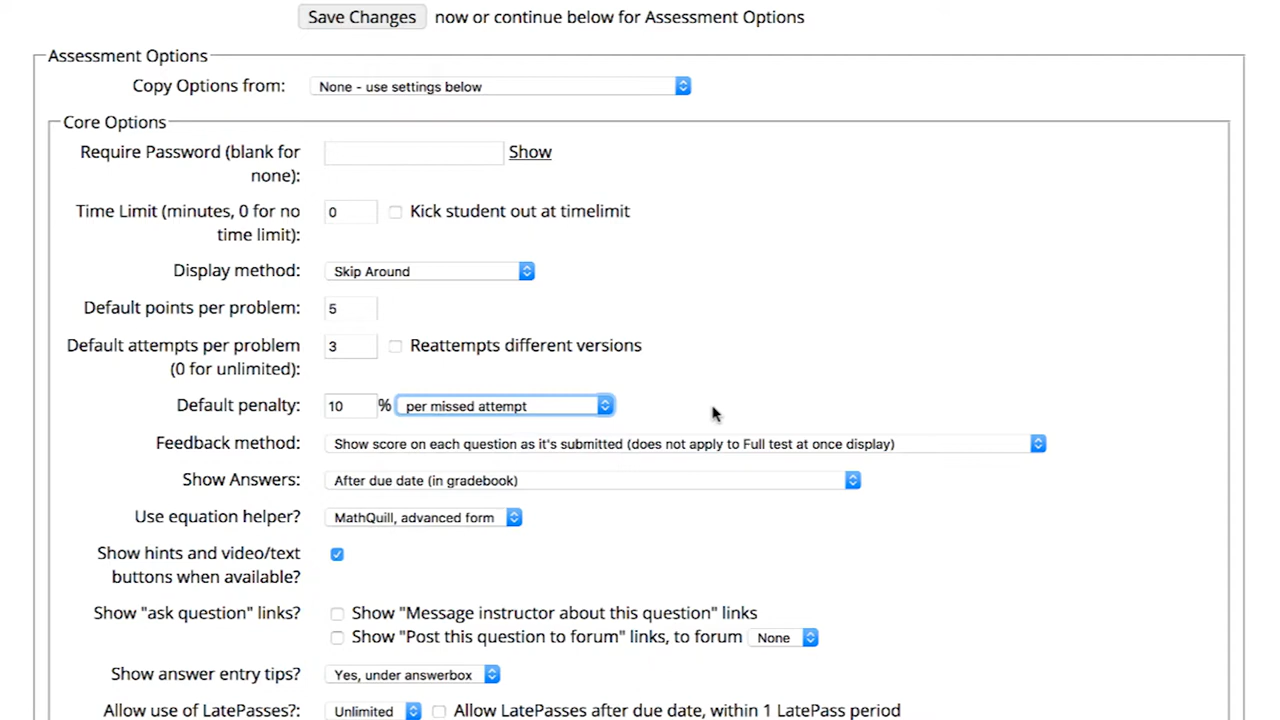 Save Changes now or continue below for Assessment Options
Assessment Options
Copy Options from: None - use settings below
Core Options
Require Password (blank for none): Show
Time Limit (minutes, 0 for no time limit): 0 Kick student out at timelimit
Display method: Skip Around
Default points per problem: 5
Default attempts per problem (0 for unlimited): 3 Reattempts different versions
Default penalty: 10 % per missed attempt
Feedback method: Show score on each question as it's submitted (does not apply to Full test at once display)
Show Answers: After due date (in gradebook)
Use equation helper? MathQuill, advanced form
Show hints and video/text buttons when available?
Show "ask question" links? Show "Message instructor about this question" links
Show "Post this question to forum" links, to forum None
Show answer entry tips? Yes, under answerbox
Allow use of LatePasses?: Unlimited Allow LatePasses after due date, within 1 LatePass period